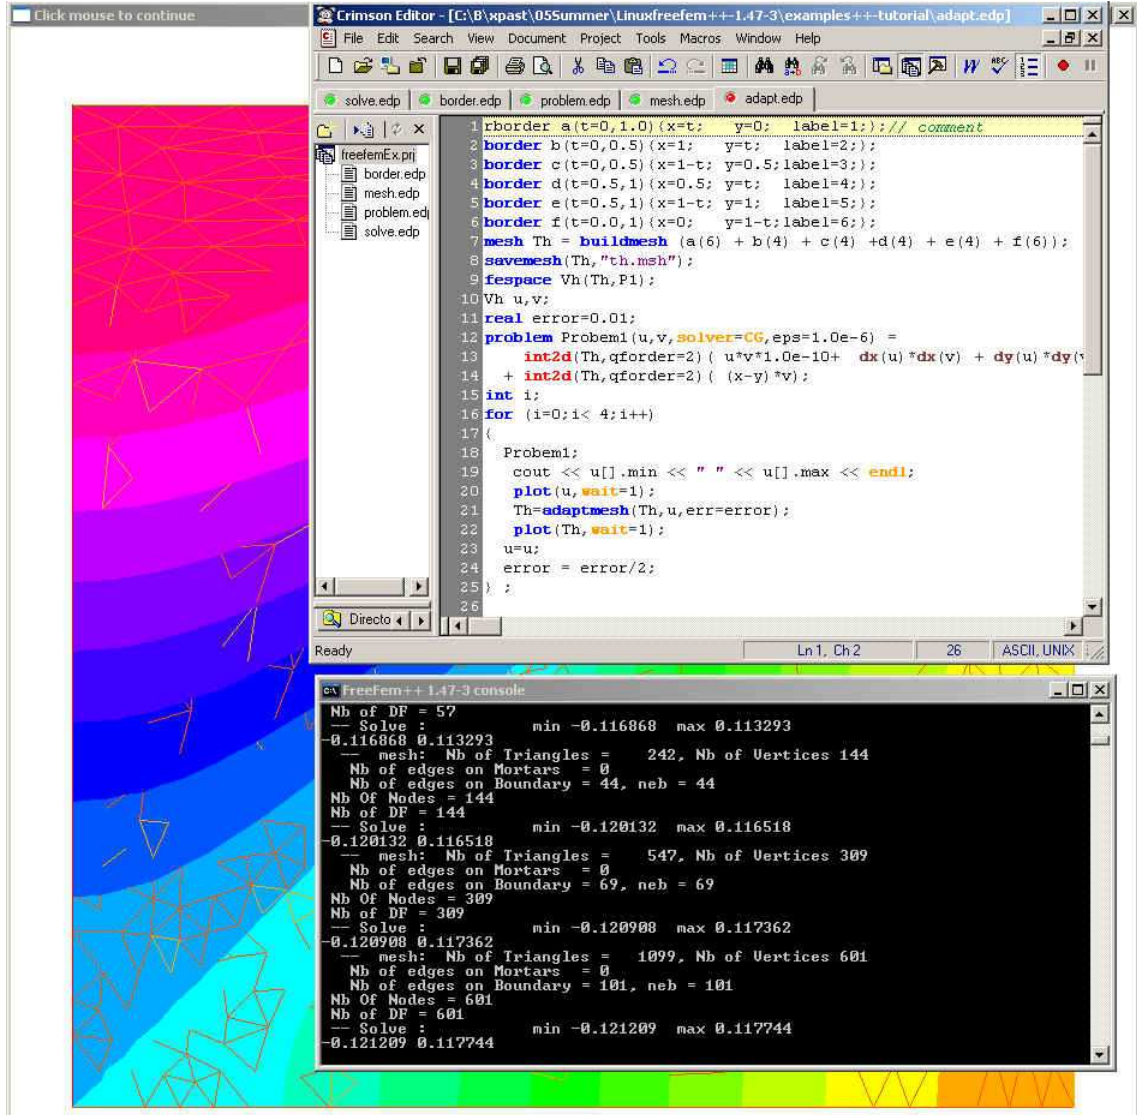 Click mouse to continue
Crimson Editor - [C:\B\xpast\05Summer\Linuxfreefem++-1.47-3\examples++-tutorial\adapt.edp]
File Edit Search View Document Project Tools Macros Window Help
solve.edp border.edp problem.edp mesh.edp adapt.edp
freefemEx.prj
border.edp
mesh.edp
problem.ed
solve.edp
1 rborder a(t=0,1.0){x=t; y=0; label=1;};// comment
2 border b(t=0,0.5){x=1; y=t; label=2;};
3 border c(t=0,0.5){x=1-t; y=0.5;label=3;};
4 border d(t=0.5,1){x=0.5; y=t; label=4;};
5 border e(t=0.5,1){x=1-t; y=1; label=5;};
6 border f(t=0.0,1){x=0; y=1-t;label=6;};
7 mesh Th = buildmesh (a(6) + b(4) + c(4) +d(4) + e(4) + f(6));
8 savemesh(Th,"th.msh");
9 fespace Vh(Th,P1);
10 Vh u,v;
11 real error=0.01;
12 problem Probem1(u,v,solver=CG,eps=1.0e-6) =
13 int2d(Th,qforder=2)( u*v*1.0e-10+ dx(u)*dx(v) + dy(u)*dy(
14 + int2d(Th,qforder=2)( (x-y)*v);
15 int i;
16 for (i=0;i< 4;i++)
17 {
18 Probem1;
19 cout << u[].min << " " << u[].max << endl;
20 plot(u,wait=1);
21 Th=adaptmesh(Th,u,err=error);
22 plot(Th,wait=1);
23 u=u;
24 error = error/2;
25 } ;
26
Directo
Ready Ln 1, Ch 2 26 ASCII, UNIX
FreeFem++ 1.47-3 console
Nb of DF = 57
-- Solve : min -0.116868 max 0.113293
-0.116868 0.113293
-- mesh: Nb of Triangles = 242, Nb of Vertices 144
Nb of edges on Mortars = 0
Nb of edges on Boundary = 44, neb = 44
Nb Of Nodes = 144
Nb of DF = 144
-- Solve : min -0.120132 max 0.116518
-0.120132 0.116518
-- mesh: Nb of Triangles = 547, Nb of Vertices 309
Nb of edges on Mortars = 0
Nb of edges on Boundary = 69, neb = 69
Nb Of Nodes = 309
Nb of DF = 309
-- Solve : min -0.120908 max 0.117362
-0.120908 0.117362
-- mesh: Nb of Triangles = 1099, Nb of Vertices 601
Nb of edges on Mortars = 0
Nb of edges on Boundary = 101, neb = 101
Nb Of Nodes = 601
Nb of DF = 601
-- Solve : min -0.121209 max 0.117744
-0.121209 0.117744